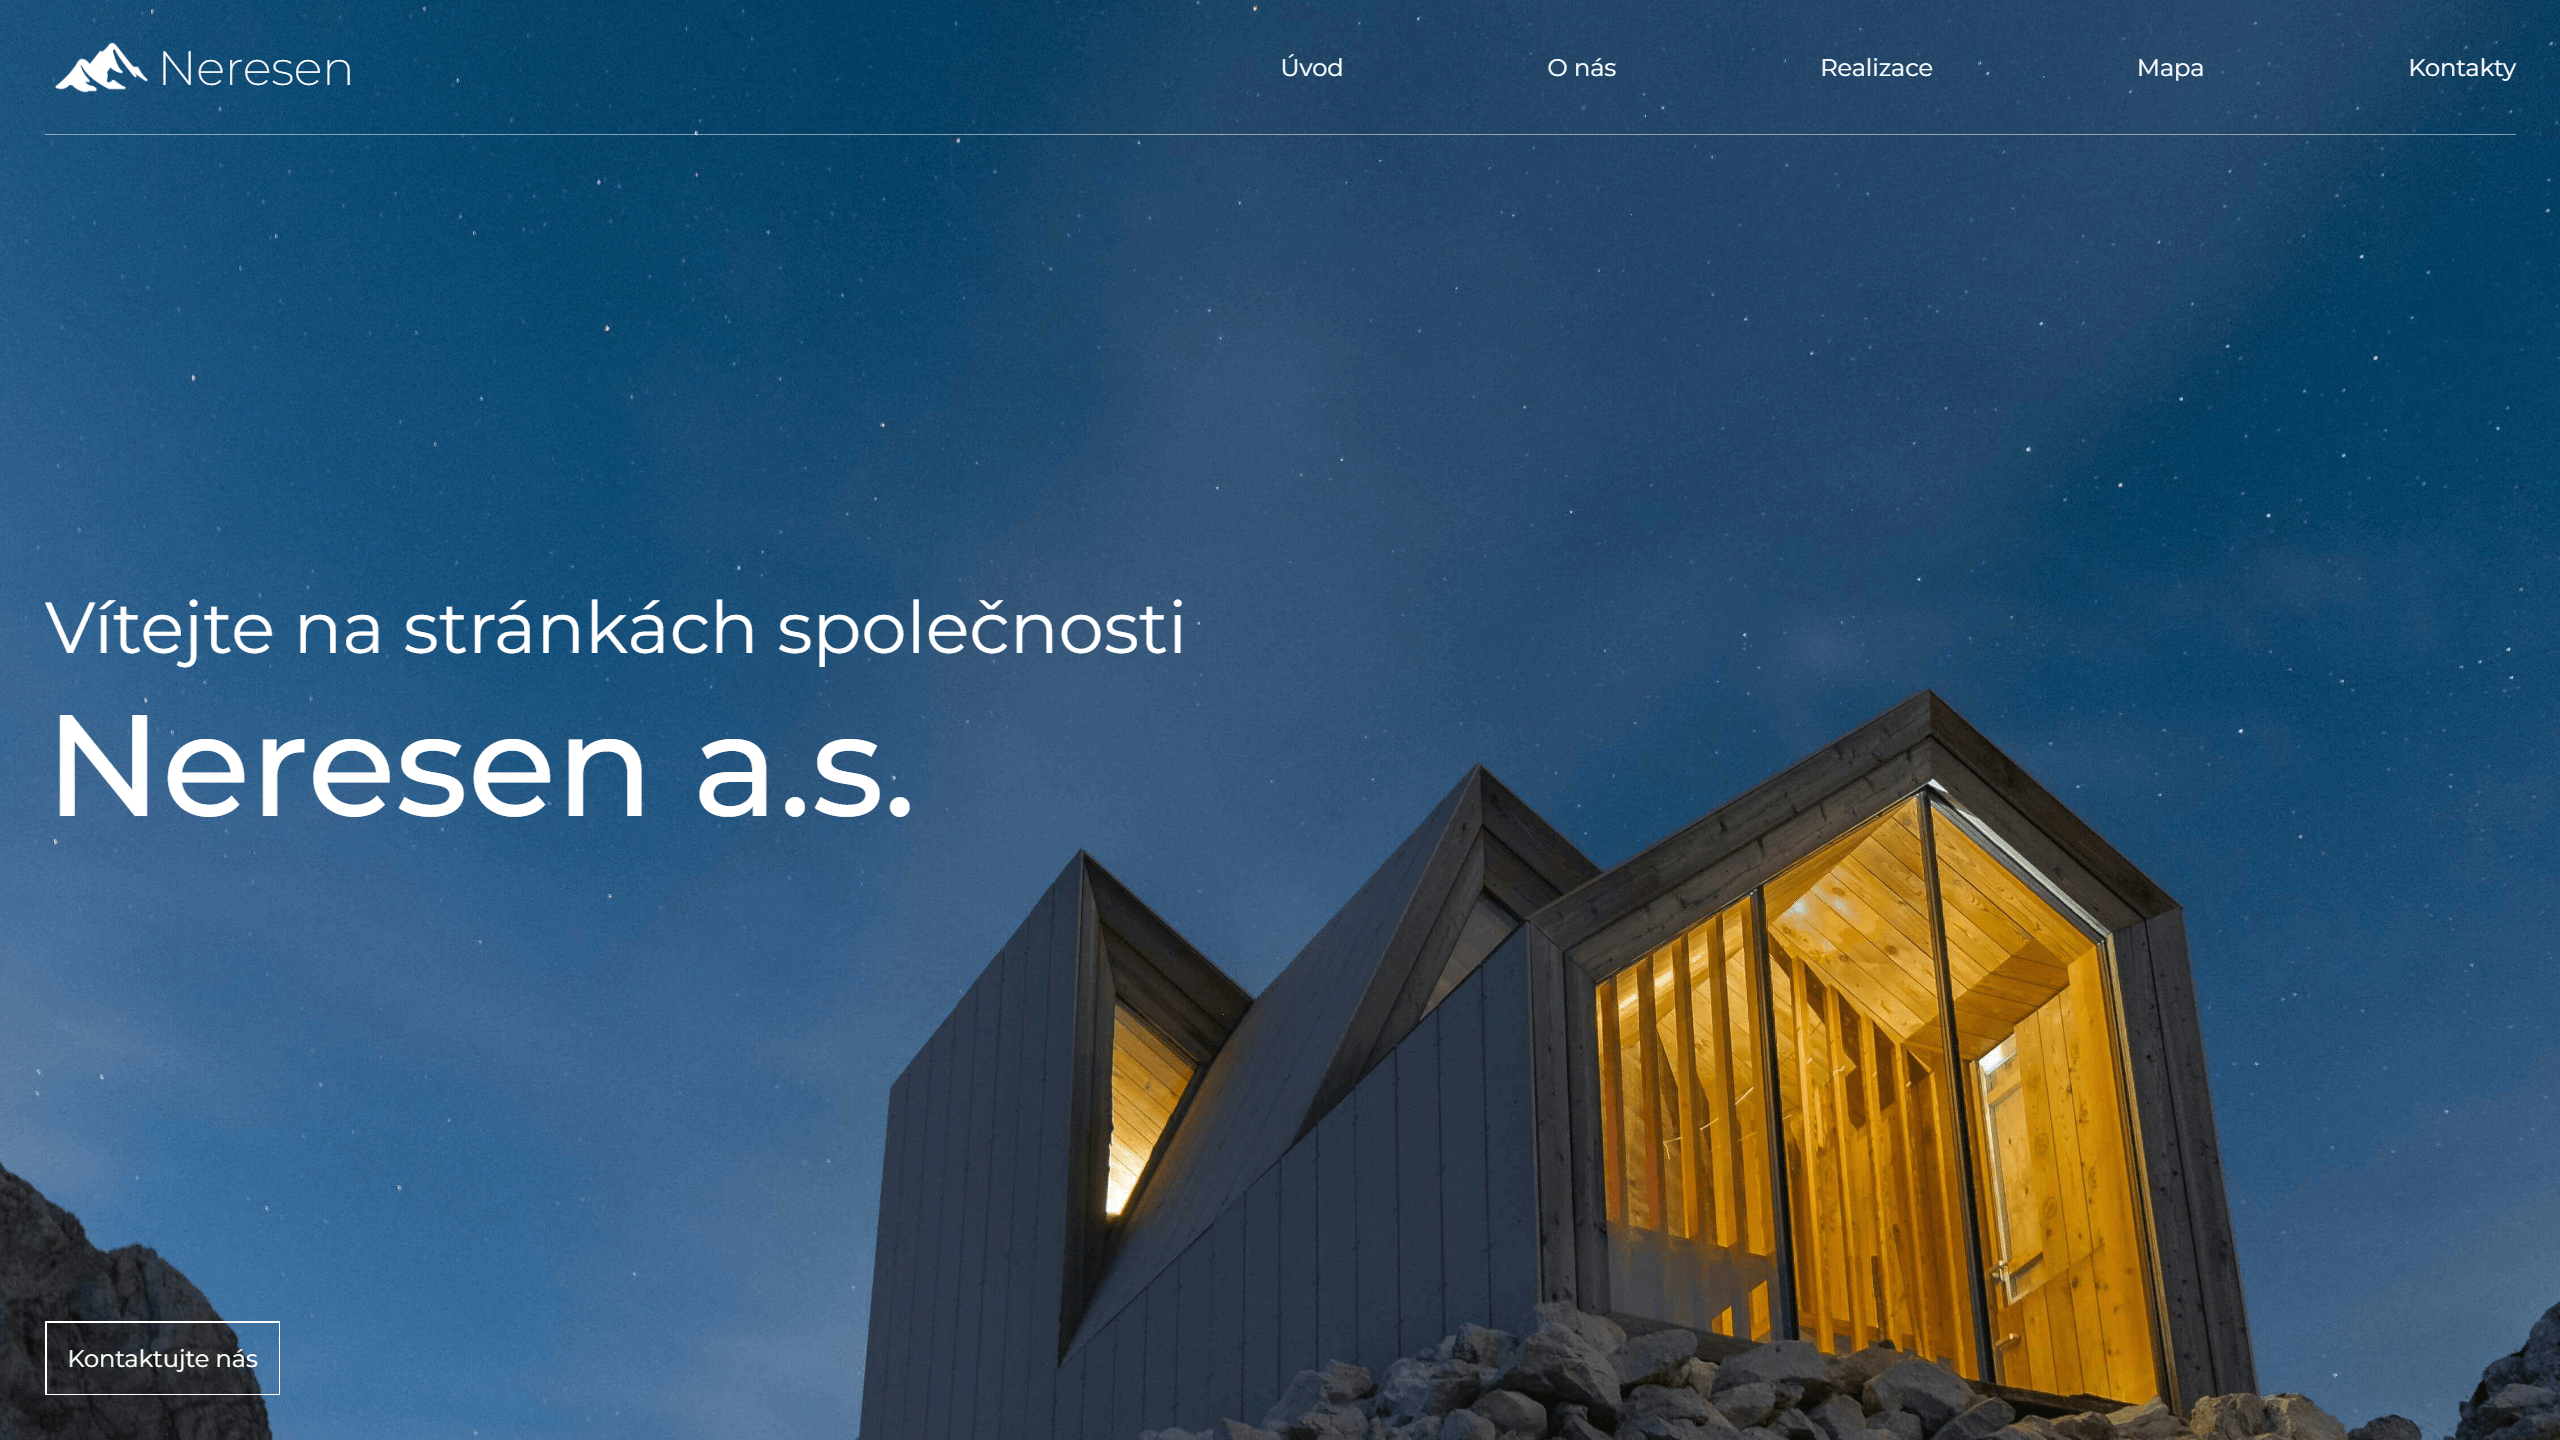 Neresen
Úvod
O nás
Realizace
Mapa
Kontakty
Vítejte na stránkách společnosti
Neresen a.s.
Kontaktujte nás